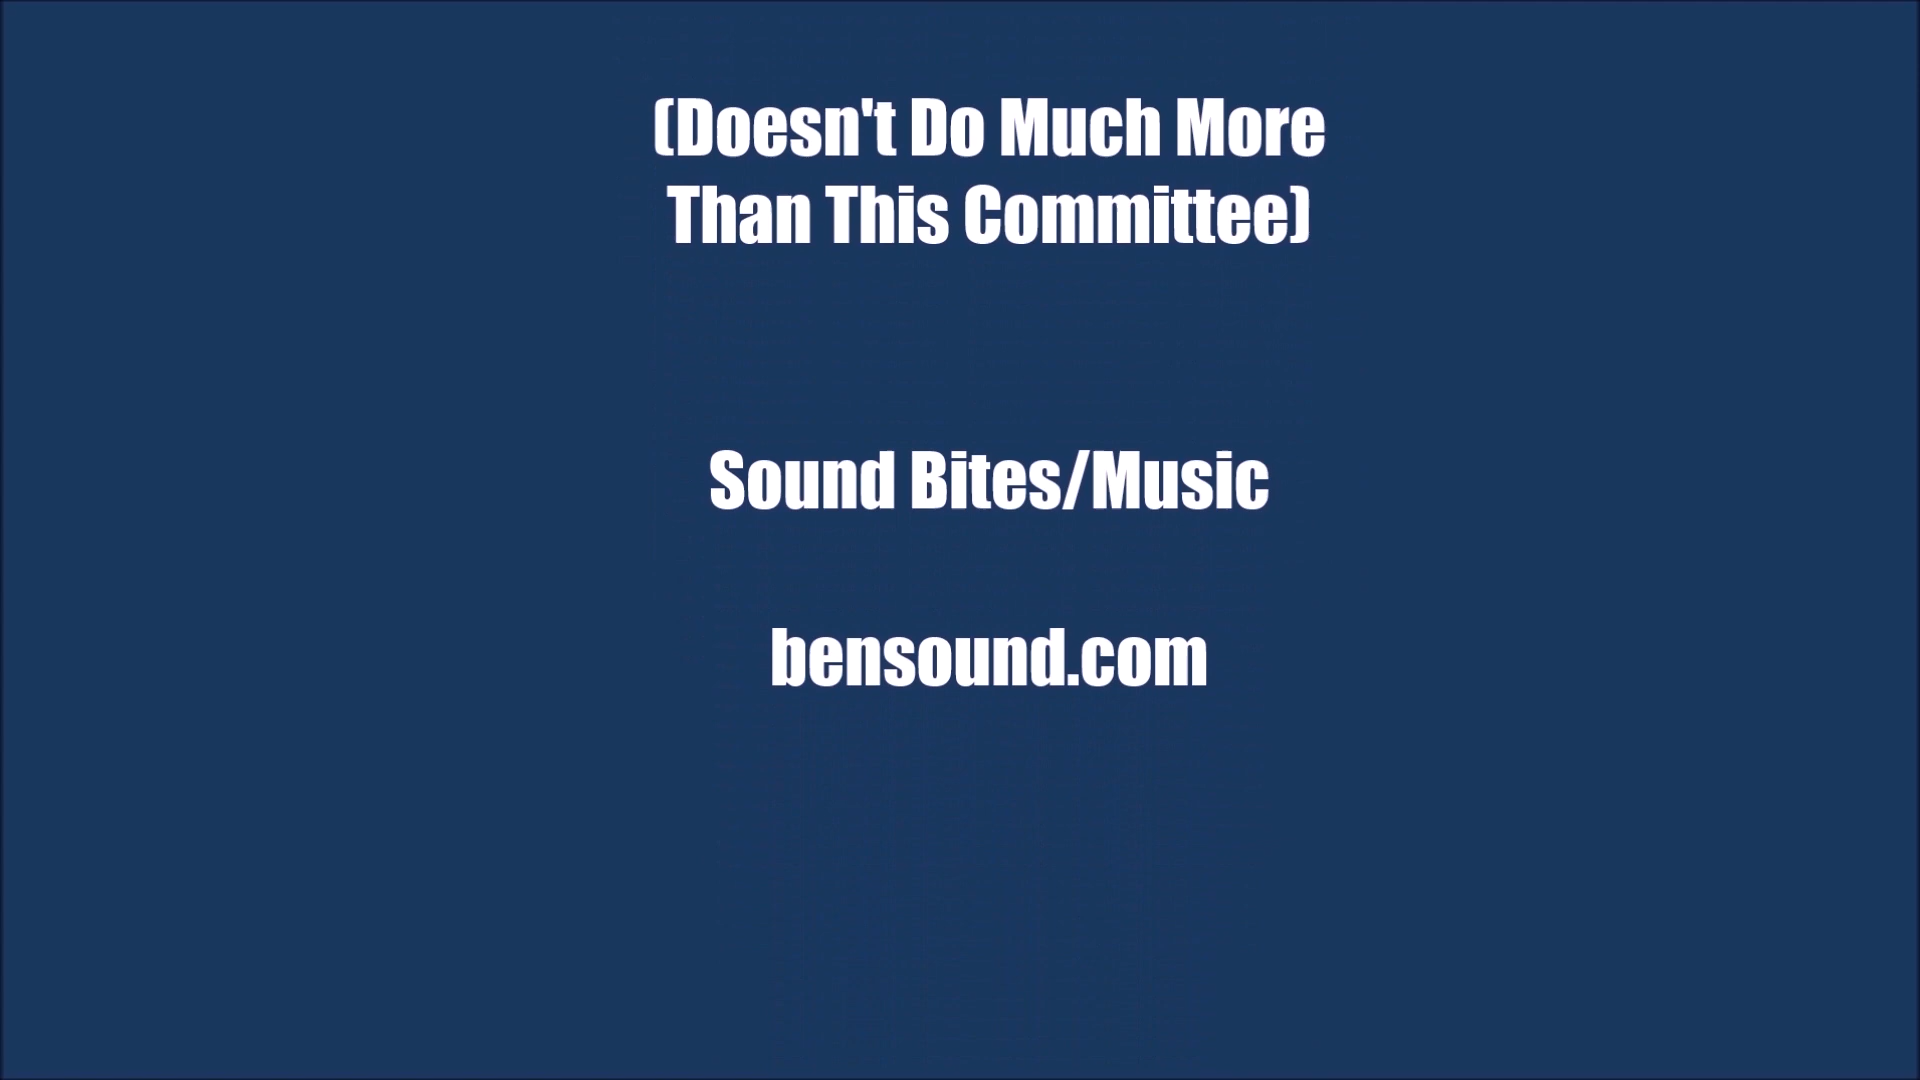 (Doesn't Do Much More
Than This Committee)
Sound Bites/Music
bensound.com